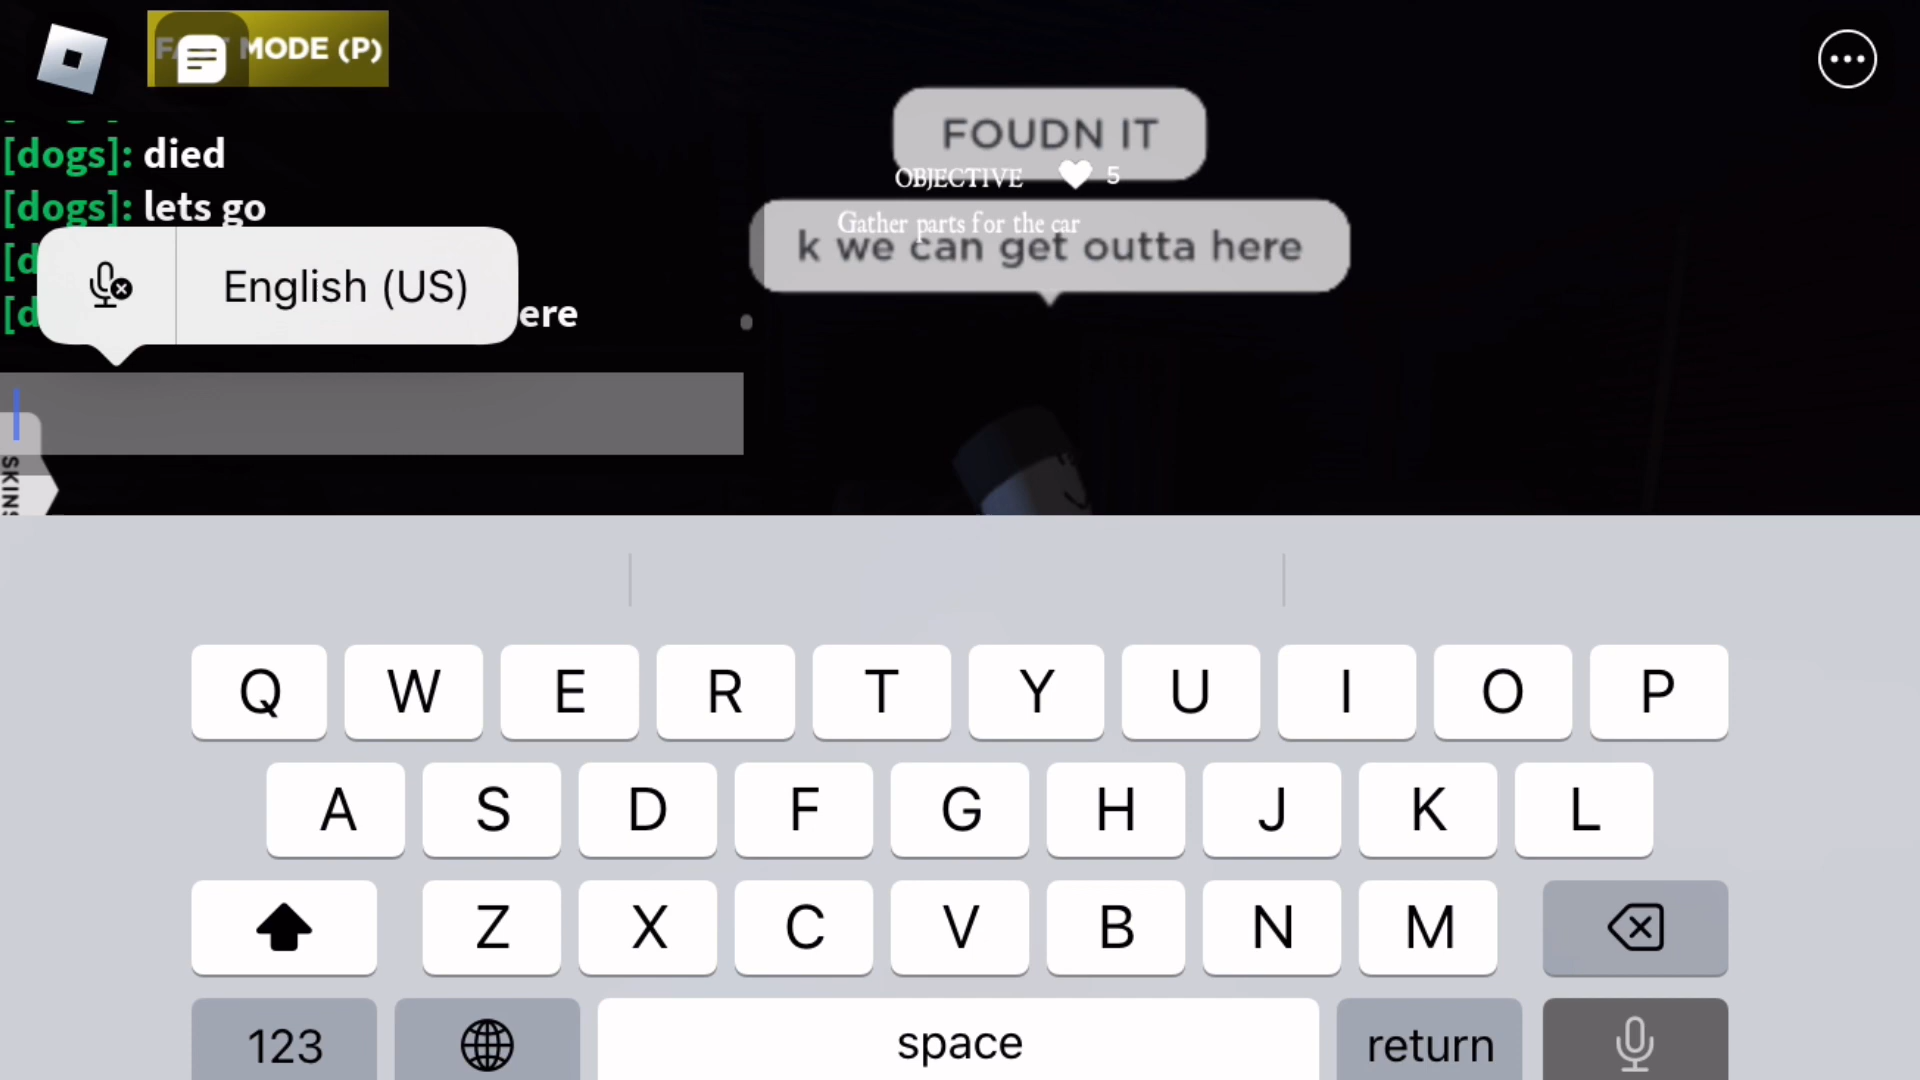 MODE (P)
[dogs]: died
[dogs]: lets go
[d
[d ere
English (US)
FOUDN IT
OBJECTIVE 5
Gather parts for the car
k we can get outta here
SKINS
Q W E R T Y U I O P
A S D F G H J K L
Z X C V B N M
123 space return